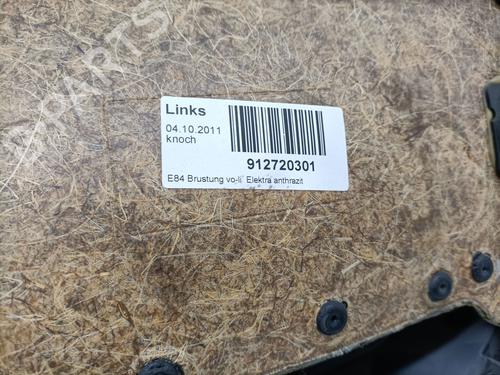 Links
04.10.2011
knoch
912720301
E84 Brustung vo-li Elektra anthrazit